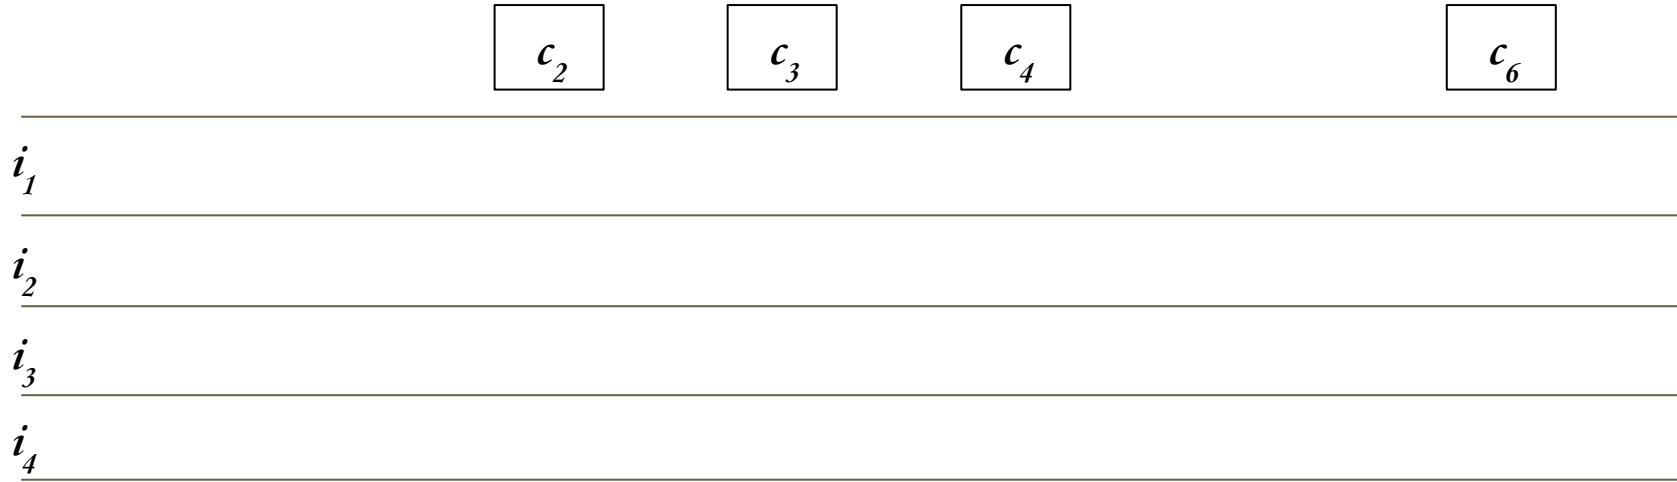 c₂ c₃ c₄ c₆
i₁
i₂
i₃
i₄